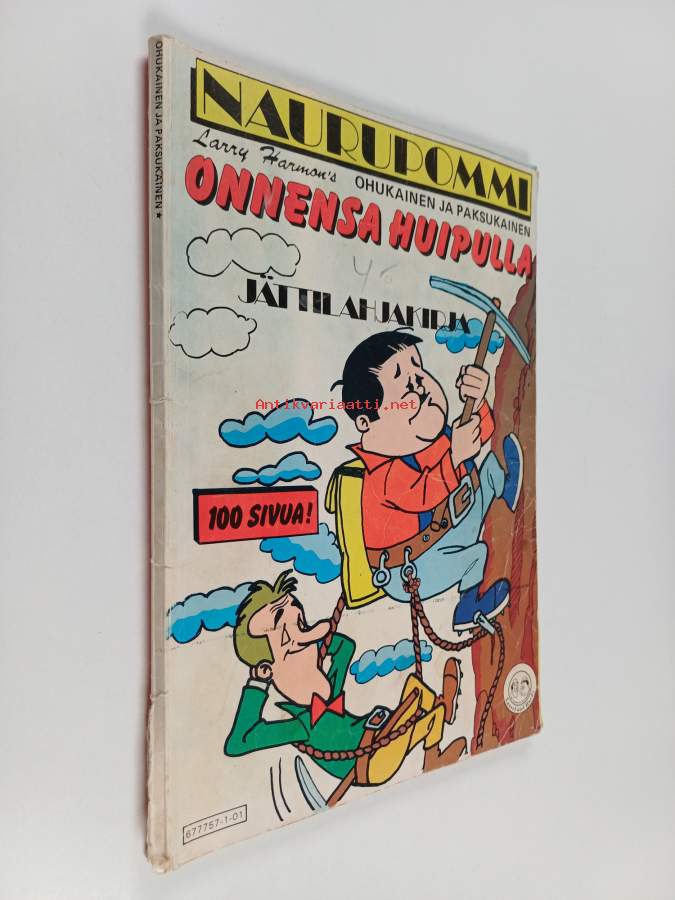 OHUKAINEN JA PAKSUKAINEN ★
NAURUPOMMI
Larry Harmon's
OHUKAINEN JA PAKSUKAINEN
ONNENSA HUIPULLA
JÄTTILAHJAKIRJA
Antikvariaatti.net
100 SIVUA!
677757-1-01